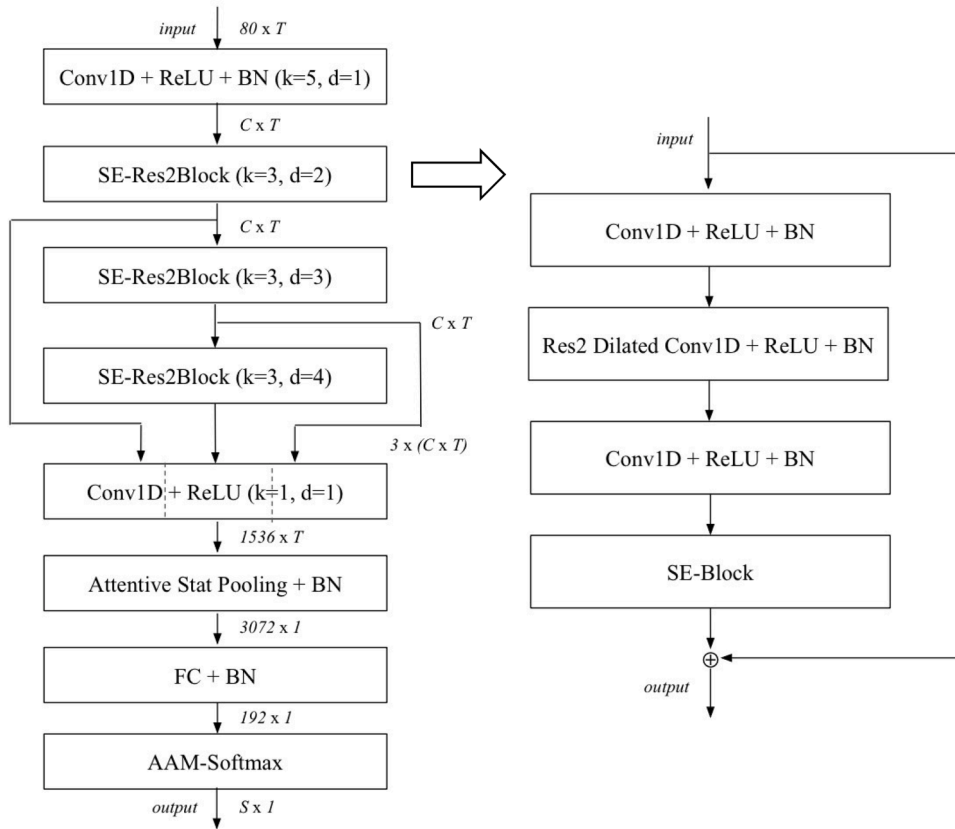 input 80 x T
Conv1D + ReLU + BN (k=5, d=1)
C x T
SE-Res2Block (k=3, d=2)
C x T
SE-Res2Block (k=3, d=3)
C x T
SE-Res2Block (k=3, d=4)
3 x (C x T)
Conv1D + ReLU (k=1, d=1)
1536 x T
Attentive Stat Pooling + BN
3072 x 1
FC + BN
192 x 1
AAM-Softmax
output S x 1
input
Conv1D + ReLU + BN
Res2 Dilated Conv1D + ReLU + BN
Conv1D + ReLU + BN
SE-Block
output